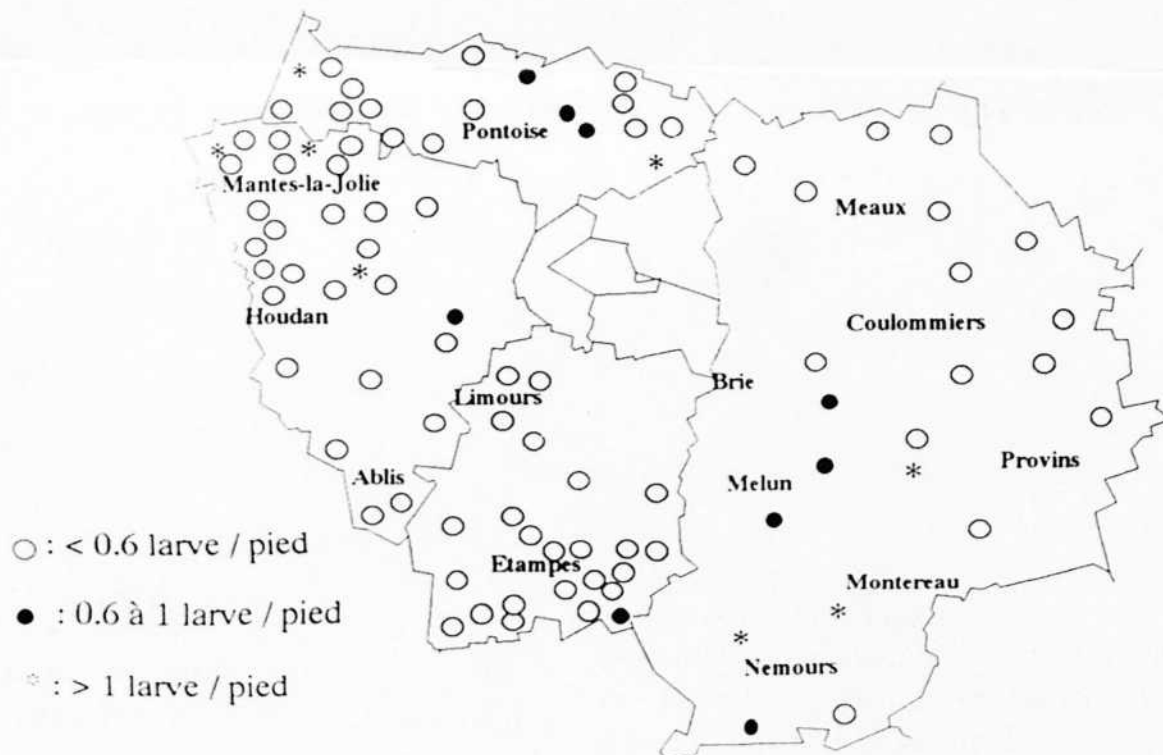 Pontoise
Mantes-la-Jolie
Meaux
Houdan
Coulommiers
Brie
Limours
Provins
Ablis
Melun
○ : < 0.6 larve / pied
Etampes
Montereau
● : 0.6 à 1 larve / pied
Nemours
* : > 1 larve / pied